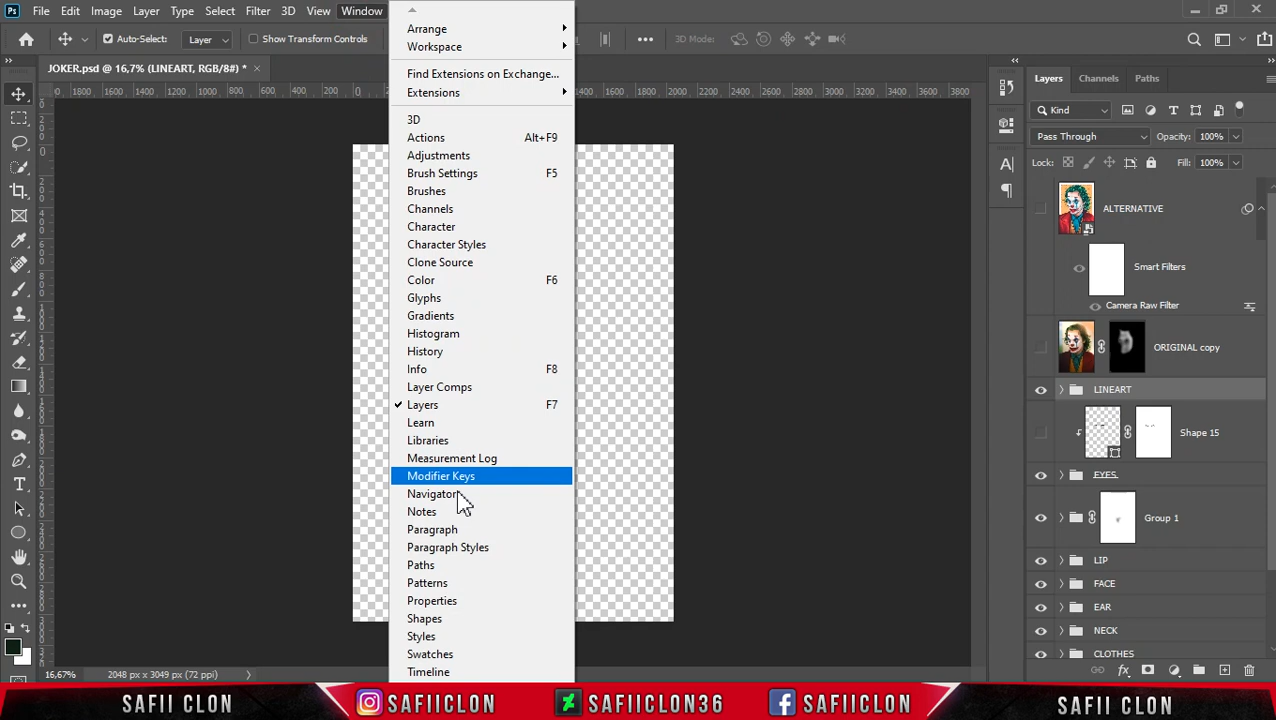 Ps File Edit Image Layer Type Select Filter 3D View Window
Auto-Select: Layer Show Transform Controls 3D Mode:
JOKER.psd @ 16,7% (LINEART, RGB/8#) * ×
Arrange
Workspace
Find Extensions on Exchange...
Extensions
3D
Actions Alt+F9
Adjustments
Brush Settings F5
Brushes
Channels
Character
Character Styles
Clone Source
Color F6
Glyphs
Gradients
Histogram
History
Info F8
Layer Comps
Layers F7
Learn
Libraries
Measurement Log
Modifier Keys
Navigator
Notes
Paragraph
Paragraph Styles
Paths
Patterns
Properties
Shapes
Styles
Swatches
Timeline
Layers Channels Paths
Kind
Pass Through Opacity: 100%
Lock: Fill: 100%
ALTERNATIVE
Smart Filters
Camera Raw Filter
ORIGINAL copy
LINEART
Shape 15
EYES
Group 1
LIP
FACE
EAR
NECK
CLOTHES
16,67% 2048 px x 3049 px (72 ppi)
SAFII CLON SAFIICLON SAFIICLON36 SAFIICLON SAFII CLON